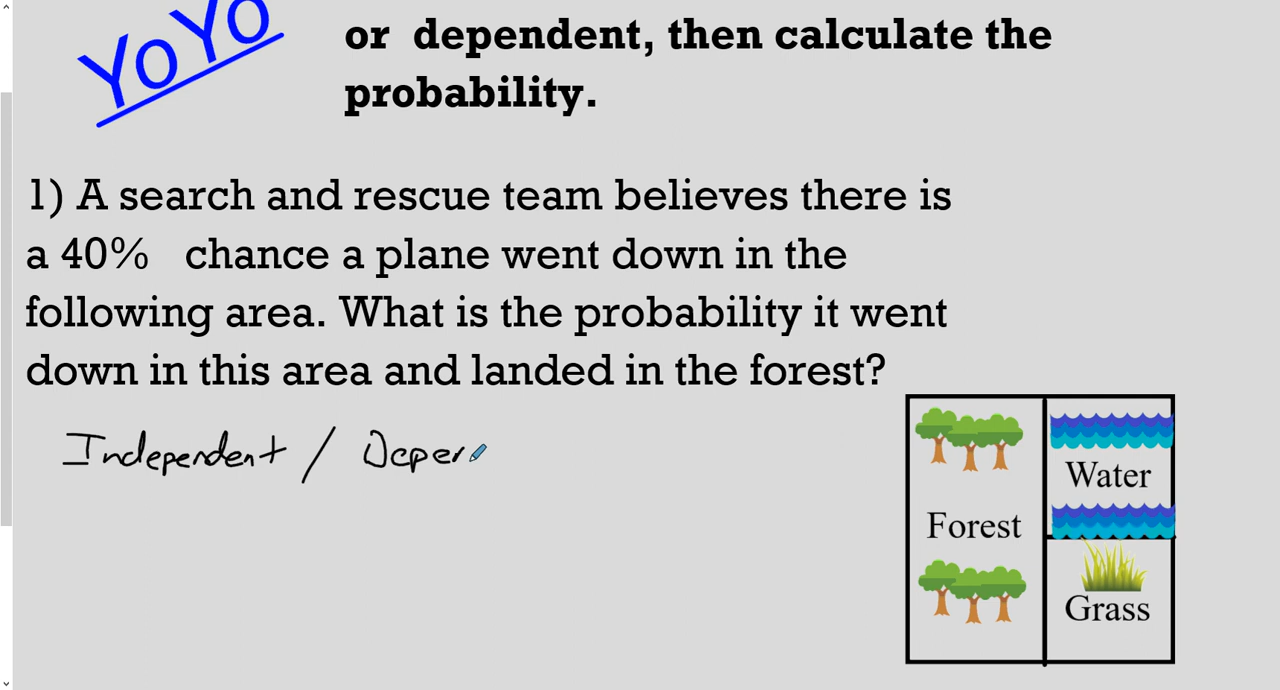 YoYo
or dependent, then calculate the
probability.
1) A search and rescue team believes there is
a 40% chance a plane went down in the
following area. What is the probability it went
down in this area and landed in the forest?
Independent / Deper
Water
Forest
Grass